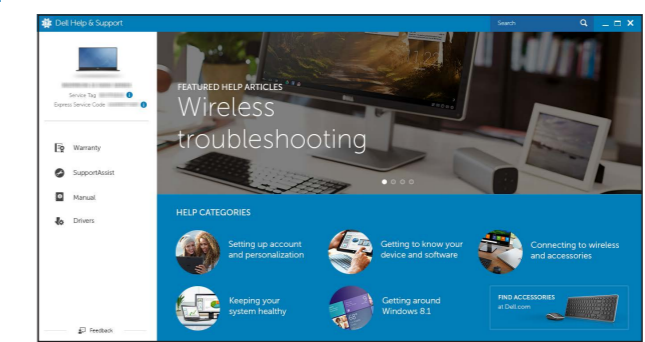 Dell Help & Support
Search
Service Tag
Express Service Code
Warranty
SupportAssist
Manual
Drivers
Feedback
FEATURED HELP ARTICLES
Wireless
troubleshooting
HELP CATEGORIES
Setting up account
and personalization
Getting to know your
device and software
Connecting to wireless
and accessories
Keeping your
system healthy
Getting around
Windows 8.1
FIND ACCESSORIES
at Dell.com